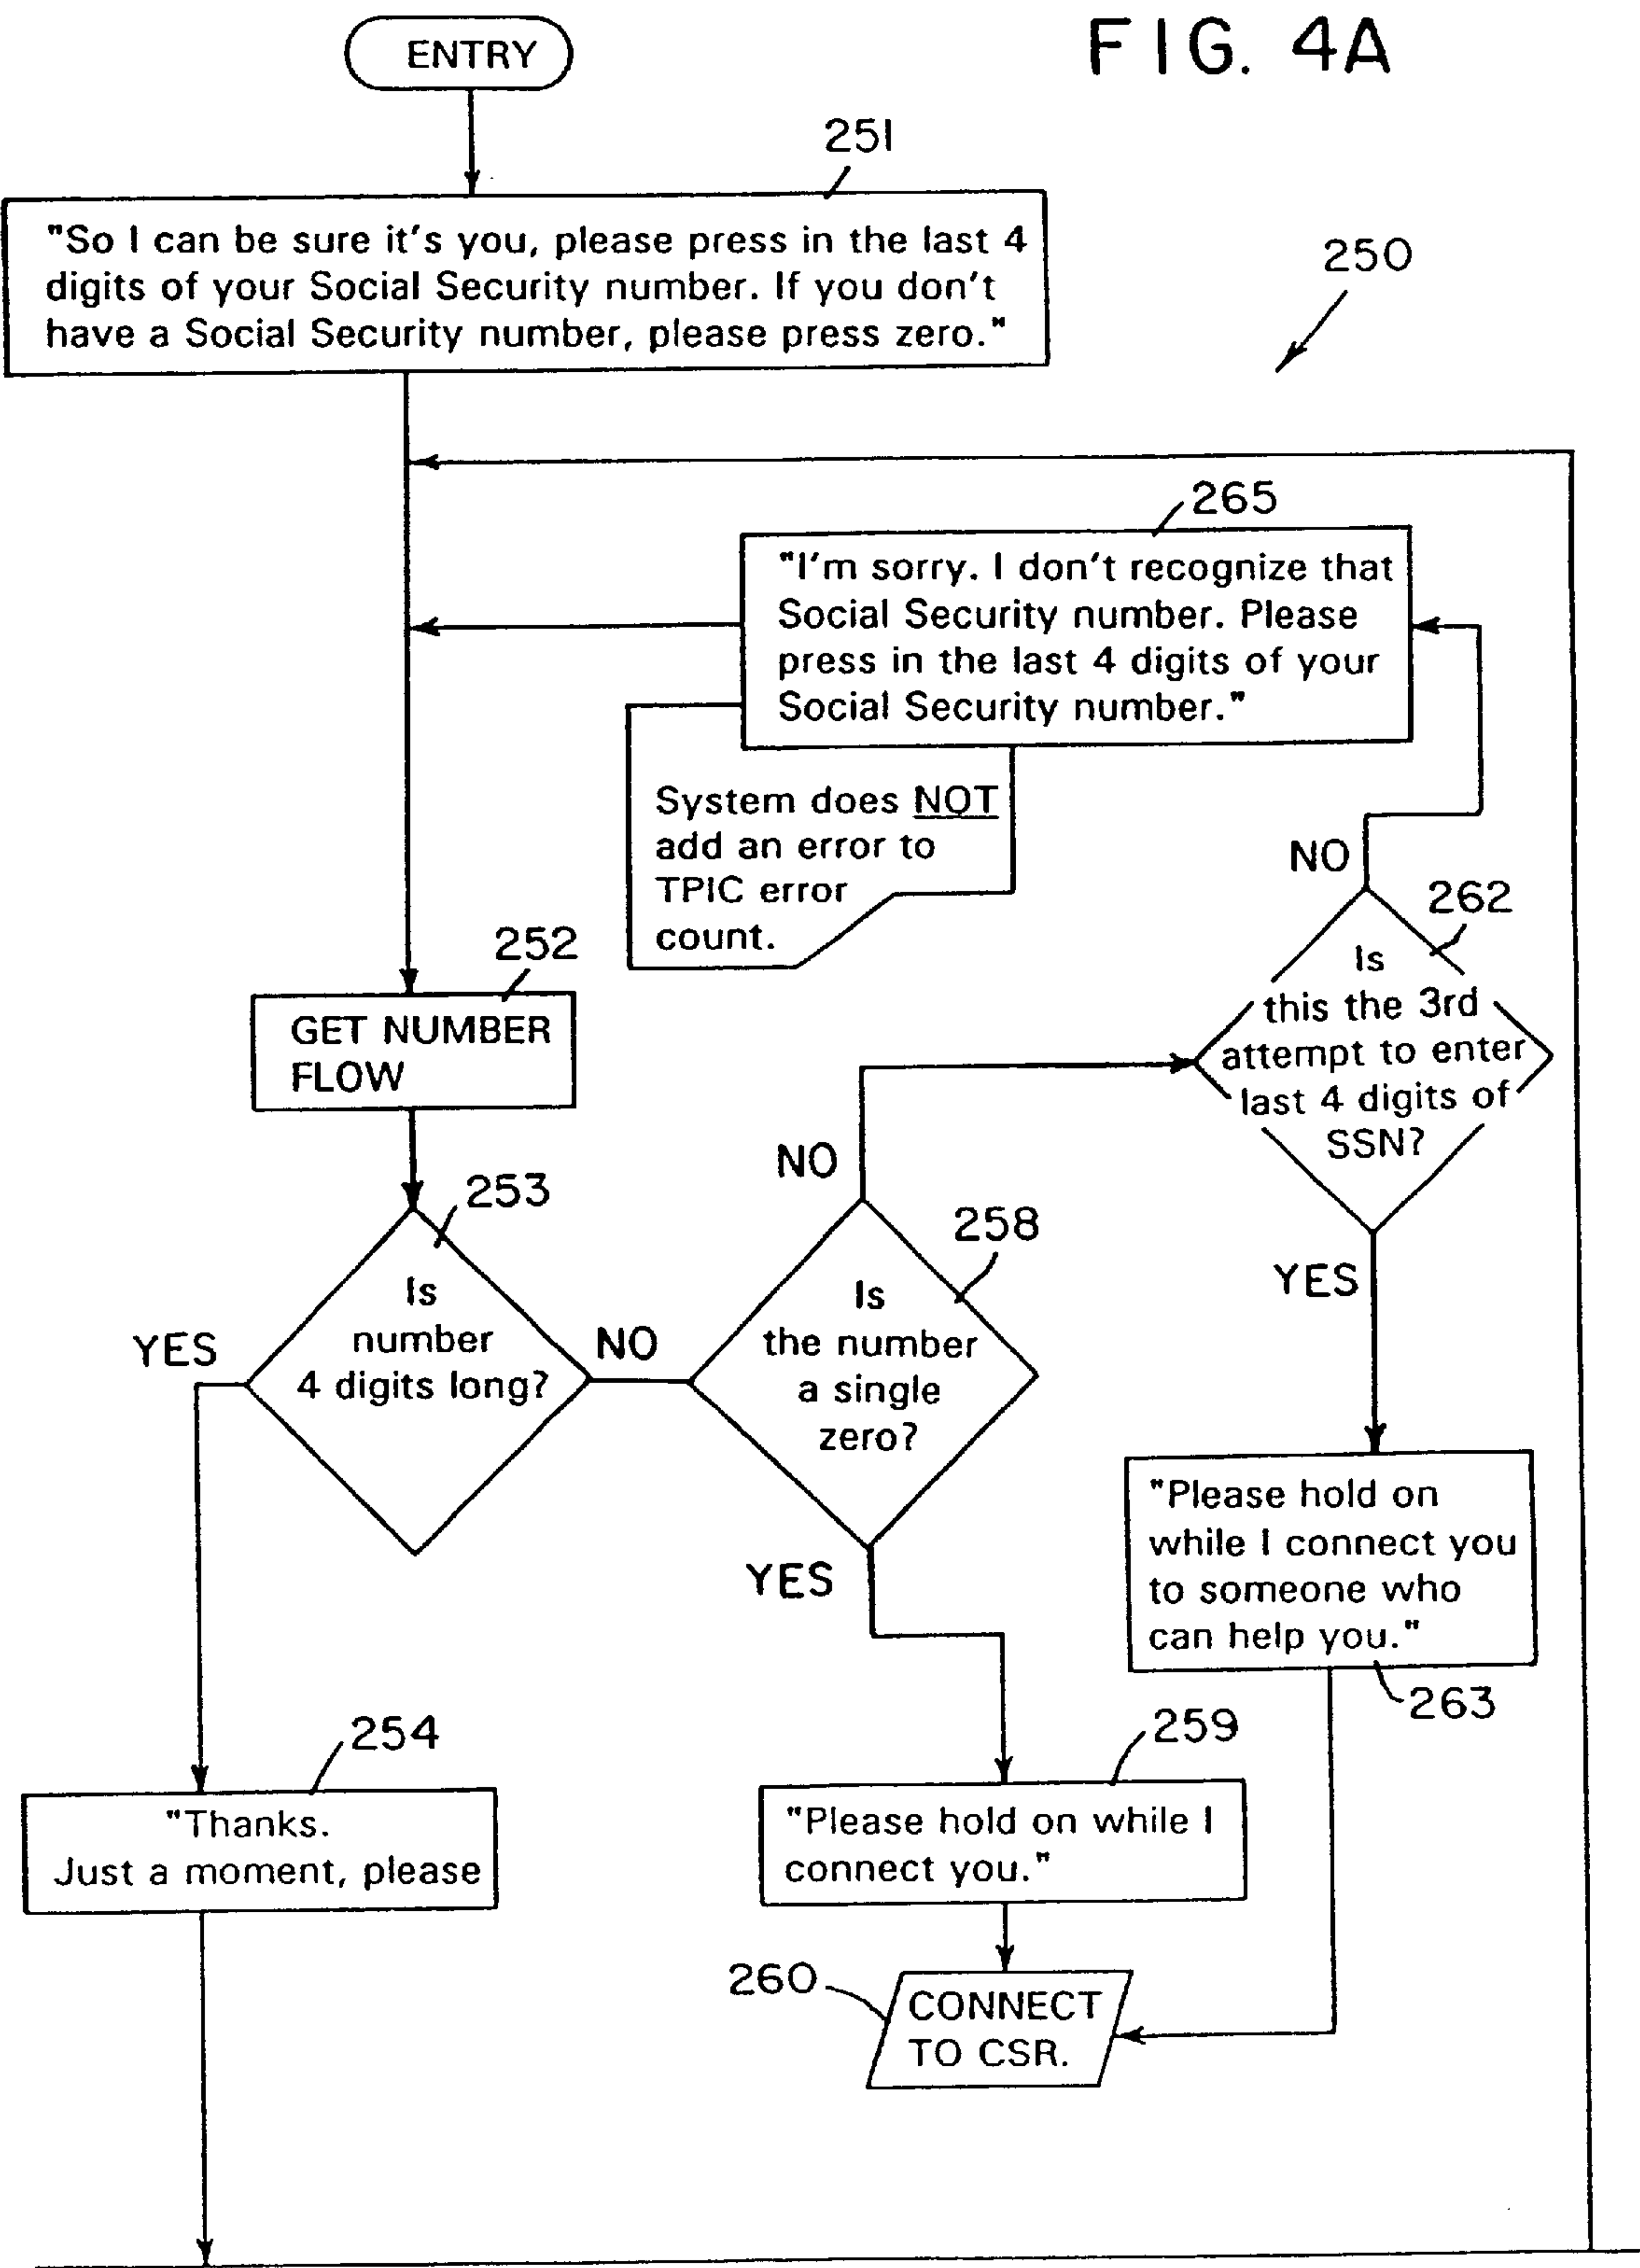 FIG. 4A
ENTRY
251
"So I can be sure it's you, please press in the last 4
digits of your Social Security number. If you don't
have a Social Security number, please press zero."
250
265
"I'm sorry. I don't recognize that
Social Security number. Please
press in the last 4 digits of your
Social Security number."
System does NOT
add an error to
TPIC error
count.
NO
262
Is
this the 3rd
attempt to enter
last 4 digits of
SSN?
252
GET NUMBER
FLOW
NO
253
258
Is
number
4 digits long?
YES
NO
Is
the number
a single
zero?
YES
YES
"Please hold on
while I connect you
to someone who
can help you."
263
254
"Thanks.
Just a moment, please
259
"Please hold on while I
connect you."
260
CONNECT
TO CSR.